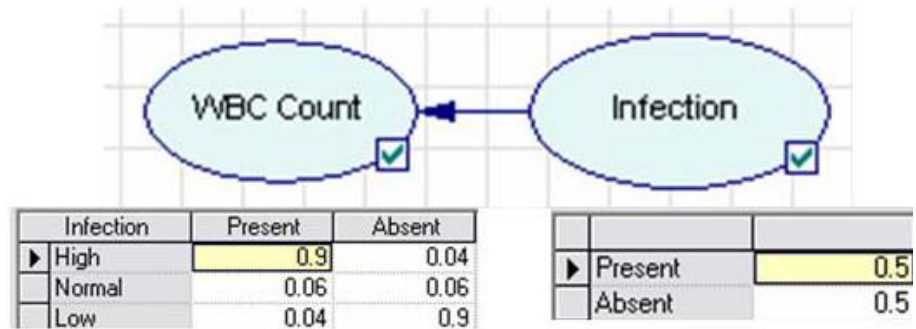 WBC Count Infection
Infection Present Absent
High 0.9 0.04
Normal 0.06 0.06
Low 0.04 0.9
Present 0.5
Absent 0.5